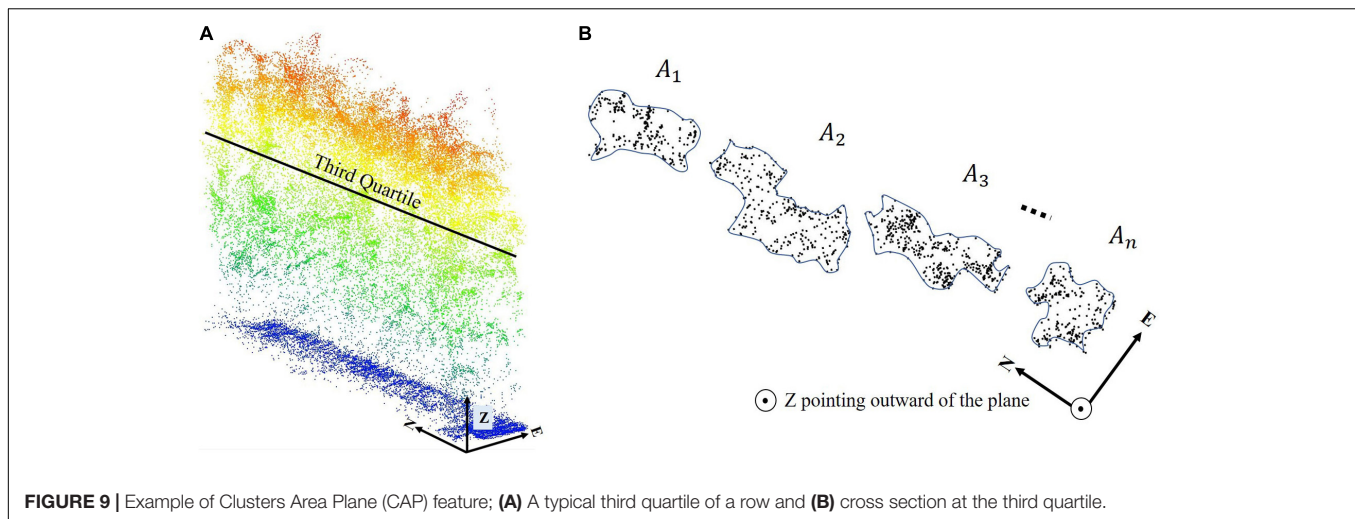 A
B
Third Quartile
Z
N
E
A1
A2
A3
An
E
N
Z pointing outward of the plane
FIGURE 9 | Example of Clusters Area Plane (CAP) feature; (A) A typical third quartile of a row and (B) cross section at the third quartile.